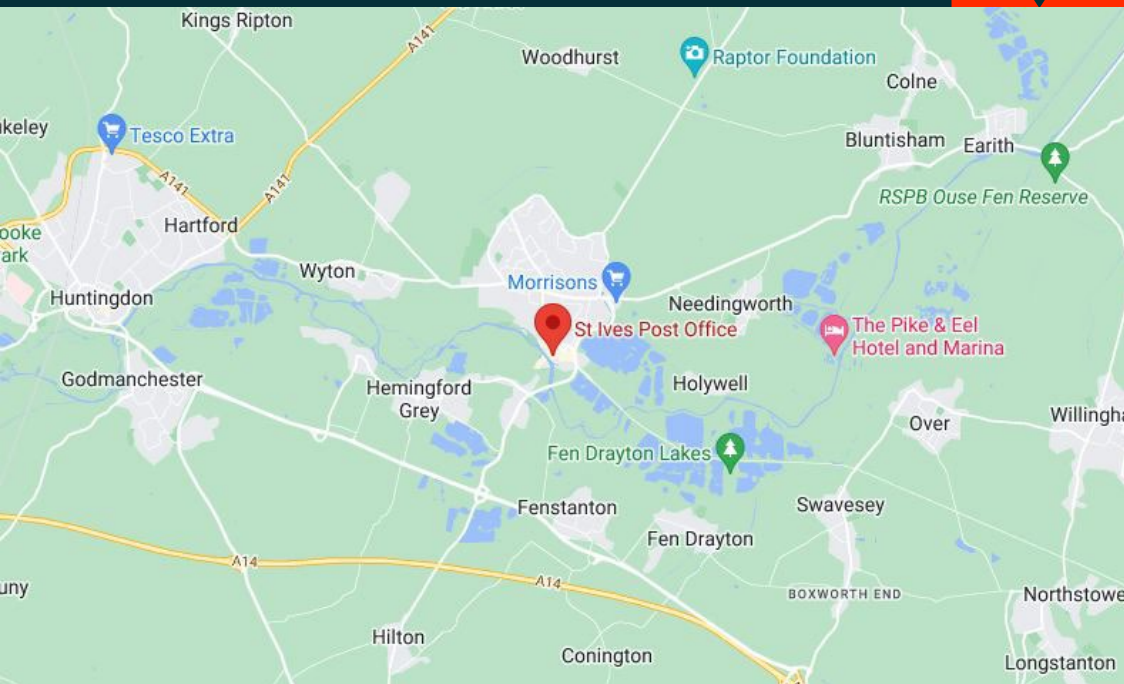 Kings Ripton
A141
Woodhurst
Raptor Foundation
Colne
Tesco Extra
Bluntisham
Earith
A141
A141
RSPB Ouse Fen Reserve
Hartford
Wyton
Morrisons
Huntingdon
Needingworth
St Ives Post Office
The Pike & Eel
Hotel and Marina
Godmanchester
Hemingford
Grey
Holywell
Over
Fen Drayton Lakes
Swavesey
Fenstanton
Fen Drayton
A14
A14
BOXWORTH END
Hilton
Conington
Longstanton